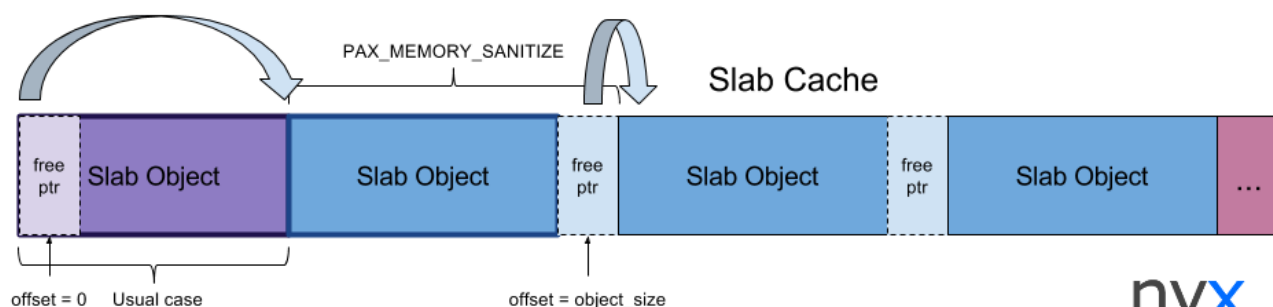 PAX_MEMORY_SANITIZE
Slab Cache
free
ptr
Slab Object
Slab Object
free
ptr
Slab Object
free
ptr
Slab Object
...
offset = 0
Usual case
offset = object_size
nyx